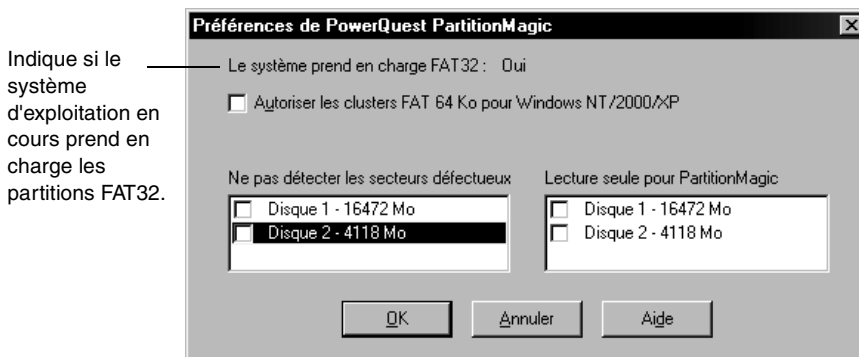 Préférences de PowerQuest PartitionMagic
Indique si le
système
d'exploitation en
cours prend en
charge les
partitions FAT32.
Le système prend en charge FAT32 : Oui
Autoriser les clusters FAT 64 Ko pour Windows NT/2000/XP
Ne pas détecter les secteurs défectueux
Disque 1 - 16472 Mo
Disque 2 - 4118 Mo
Lecture seule pour PartitionMagic
Disque 1 - 16472 Mo
Disque 2 - 4118 Mo
OK
Annuler
Aide